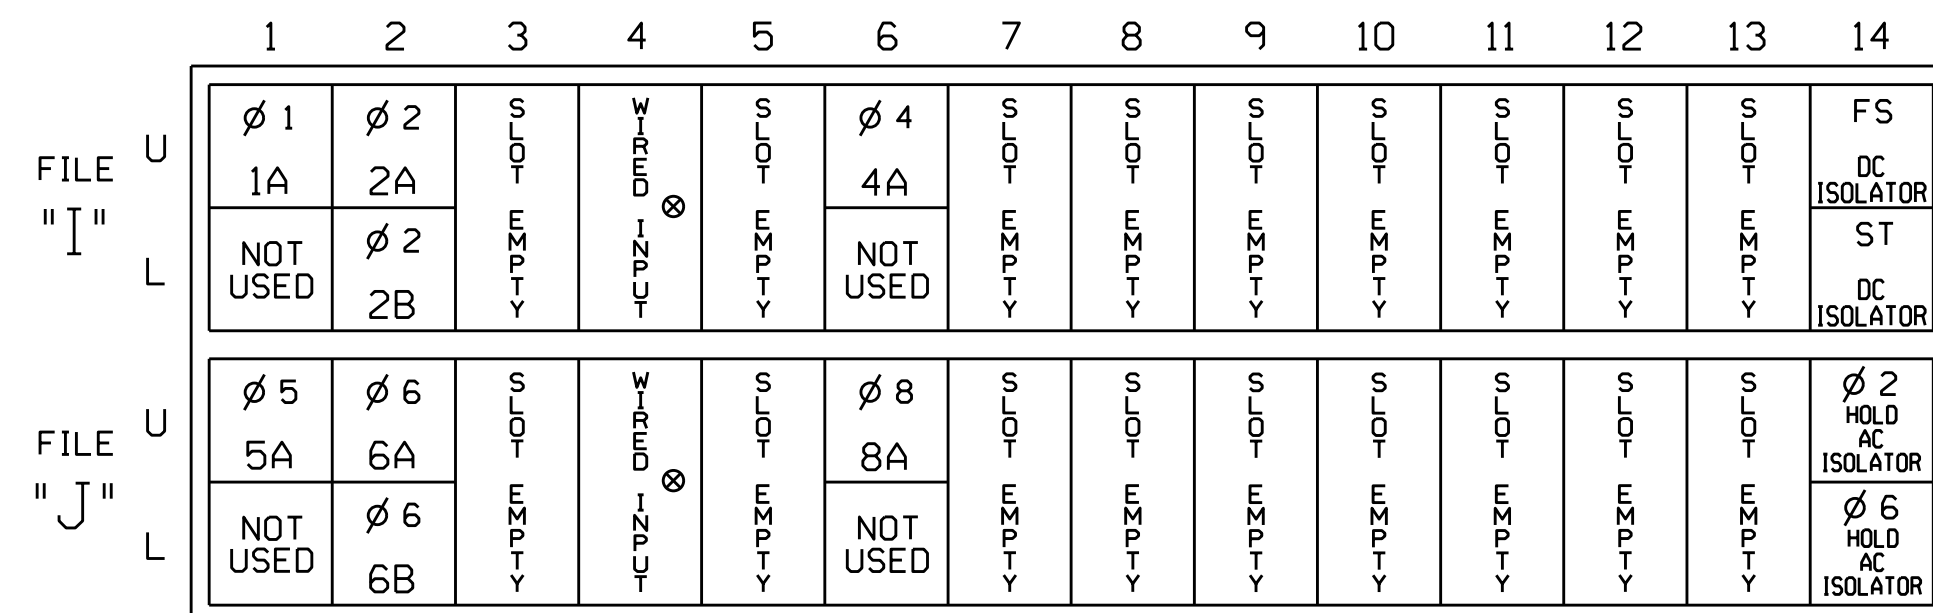 1 2 3 4 5 6 7 8 9 10 11 12 13 14
FILE "I"
U
L
Ø 1
1A
NOT USED
Ø 2
2A
Ø 2
2B
SLOT EMPTY
WIRED INPUT
SLOT EMPTY
Ø 4
4A
NOT USED
SLOT EMPTY
SLOT EMPTY
SLOT EMPTY
SLOT EMPTY
SLOT EMPTY
SLOT EMPTY
SLOT EMPTY
FS
DC
ISOLATOR
ST
DC
ISOLATOR
FILE "J"
U
L
Ø 5
5A
NOT USED
Ø 6
6A
Ø 6
6B
SLOT EMPTY
WIRED INPUT
SLOT EMPTY
Ø 8
8A
NOT USED
SLOT EMPTY
SLOT EMPTY
SLOT EMPTY
SLOT EMPTY
SLOT EMPTY
SLOT EMPTY
SLOT EMPTY
Ø 2
HOLD
AC
ISOLATOR
Ø 6
HOLD
AC
ISOLATOR